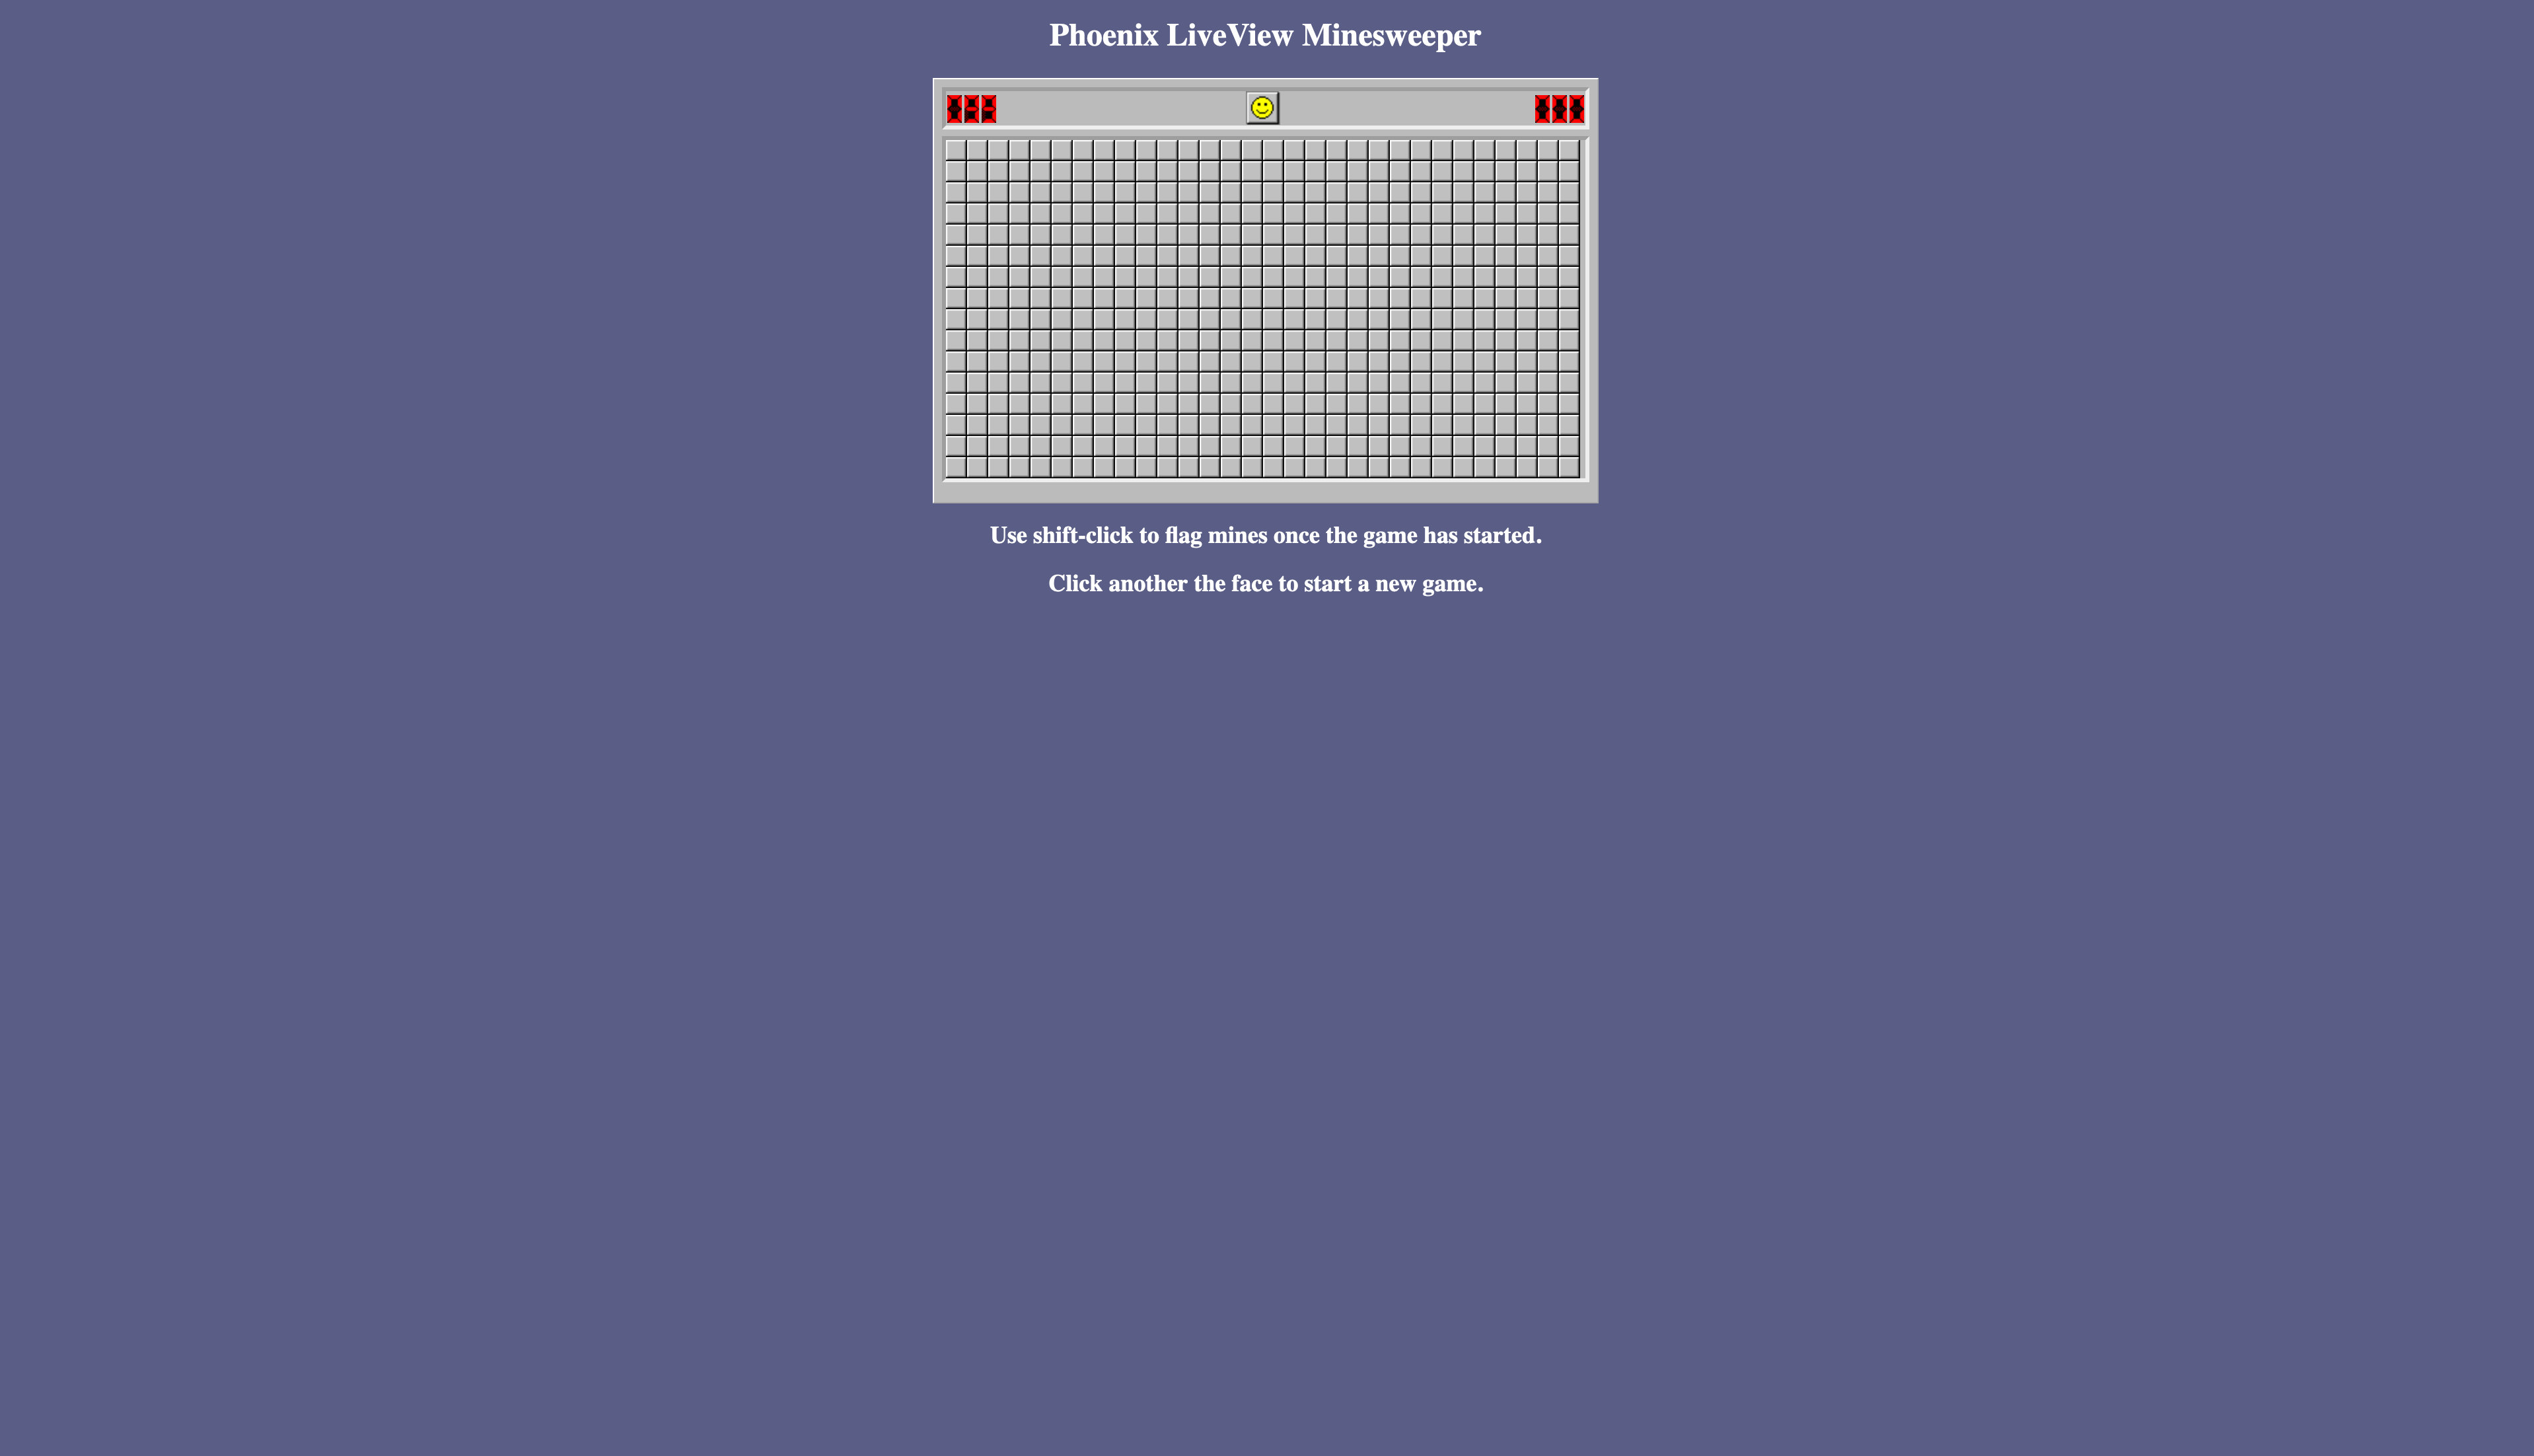 Phoenix LiveView Minesweeper
Use shift-click to flag mines once the game has started.
Click another the face to start a new game.